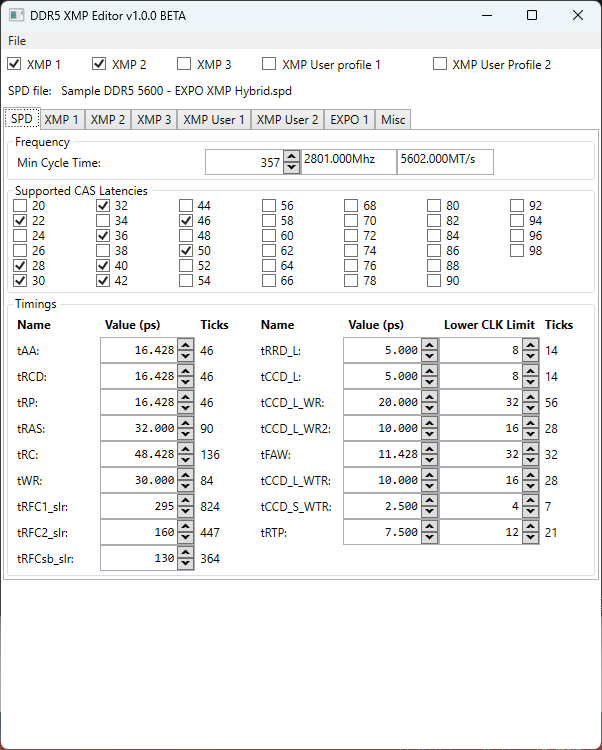 DDR5 XMP Editor v1.0.0 BETA
File
XMP 1 XMP 2 XMP 3 XMP User profile 1 XMP User Profile 2
SPD file: Sample DDR5 5600 - EXPO XMP Hybrid.spd
SPD XMP 1 XMP 2 XMP 3 XMP User 1 XMP User 2 EXPO 1 Misc
Frequency
Min Cycle Time: 357 2801.000Mhz 5602.000MT/s
Supported CAS Latencies
20 32 44 56 68 80 92
22 34 46 58 70 82 94
24 36 48 60 72 84 96
26 38 50 62 74 86 98
28 40 52 64 76 88
30 42 54 66 78 90
Timings
Name Value (ps) Ticks Name Value (ps) Lower CLK Limit Ticks
tAA: 16.428 46 tRRD_L: 5.000 8 14
tRCD: 16.428 46 tCCD_L: 5.000 8 14
tRP: 16.428 46 tCCD_L_WR: 20.000 32 56
tRAS: 32.000 90 tCCD_L_WR2: 10.000 16 28
tRC: 48.428 136 tFAW: 11.428 32 32
tWR: 30.000 84 tCCD_L_WTR: 10.000 16 28
tRFC1_slr: 295 824 tCCD_S_WTR: 2.500 4 7
tRFC2_slr: 160 447 tRTP: 7.500 12 21
tRFCsb_slr: 130 364